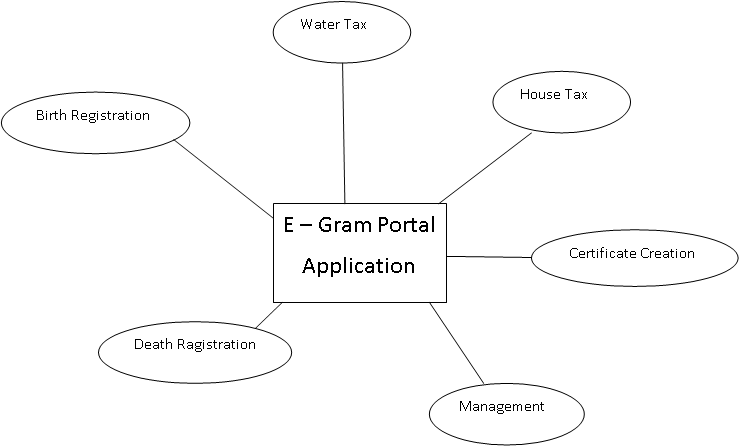 Water Tax
House Tax
Birth Registration
E – Gram Portal
Application
Certificate Creation
Death Ragistration
Management